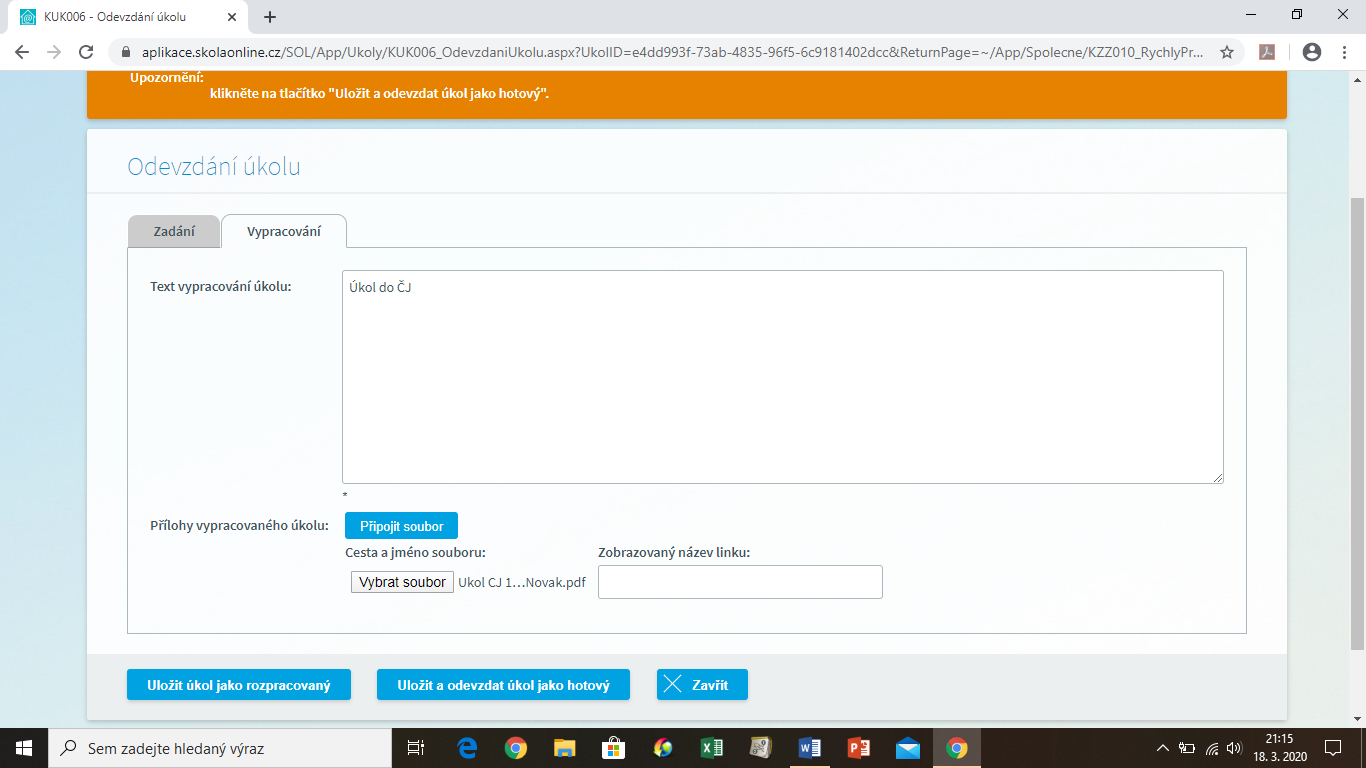 KUK006 - Odevzdání úkolu
aplikace.skolaonline.cz/SOL/App/Ukoly/KUK006_OdevzdaniUkolu.aspx?UkolID=e4dd993f-73ab-4835-96f5-6c9181402dcc&ReturnPage=~/App/Spolecne/KZZ010_RychlyPr...
Upozornění:
klikněte na tlačítko "Uložit a odevzdat úkol jako hotový".
Odevzdání úkolu
Zadání
Vypracování
Text vypracování úkolu:
Úkol do ČJ
*
Přílohy vypracovaného úkolu:
Připojit soubor
Cesta a jméno souboru:
Zobrazovaný název linku:
Vybrat soubor
Ukol CJ 1...Novak.pdf
Uložit úkol jako rozpracovaný
Uložit a odevzdat úkol jako hotový
Zavřít
Sem zadejte hledaný výraz
21:15
18. 3. 2020